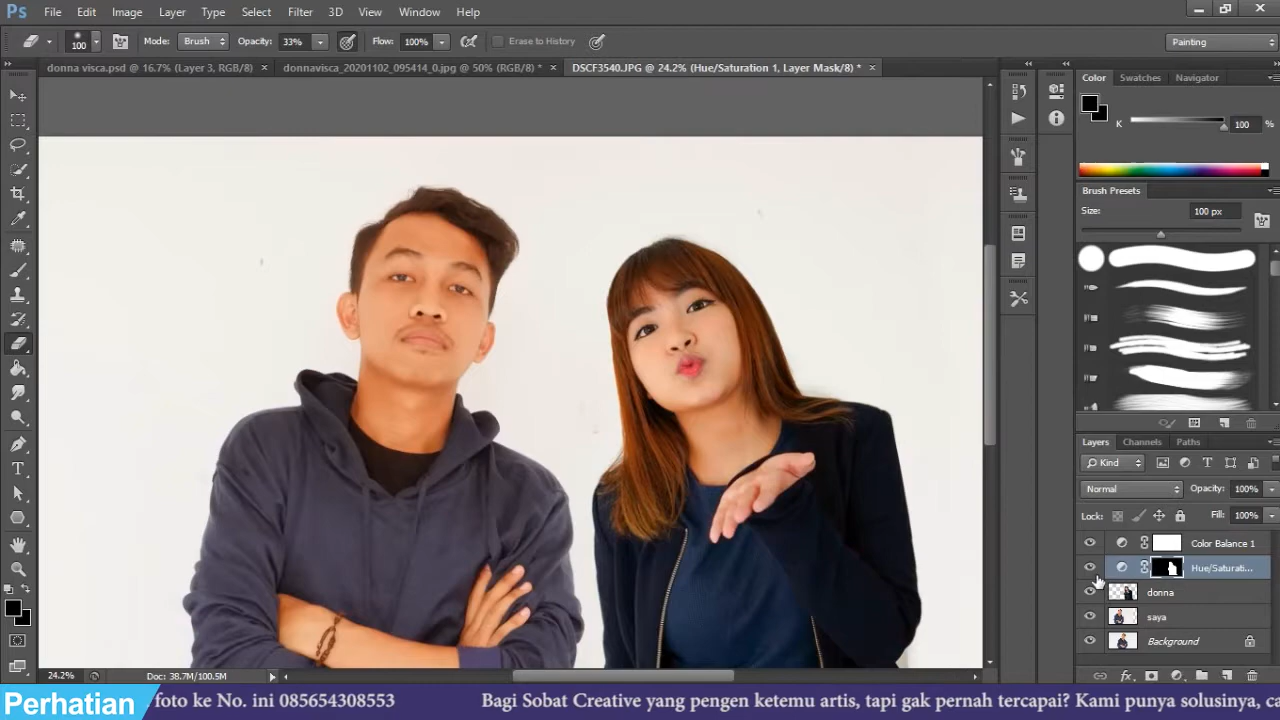 Ps File Edit Image Layer Type Select Filter 3D View Window Help
100 Mode: Brush Opacity: 33% Flow: 100% Erase to History Painting
donna visca.psd @ 16.7% (Layer 3, RGB/8) × donnavisca_20201102_095414_0.jpg @ 50% (RGB/8) * × DSCF3540.JPG @ 24.2% (Hue/Saturation 1, Layer Mask/8) * ×
Color Swatches Navigator
K 100 %
Brush Presets
Size: 100 px
Layers Channels Paths
Kind
Normal Opacity: 100%
Lock: Fill: 100%
Color Balance 1
Hue/Saturati...
donna
saya
Background
24.2% Doc: 38.7M/100.5M
Perhatian foto ke No. ini 085654308553 Bagi Sobat Creative yang pengen ketemu artis, tapi gak pernah tercapai? Kami punya solusinya, ca